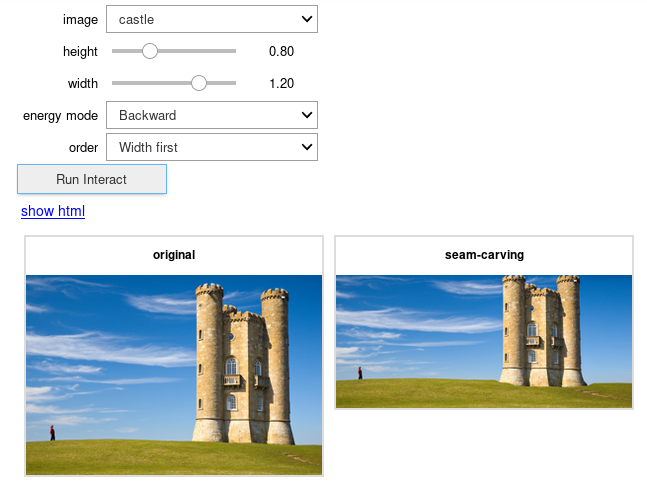 image castle
height 0.80
width 1.20
energy mode Backward
order Width first
Run Interact
show html
original seam-carving